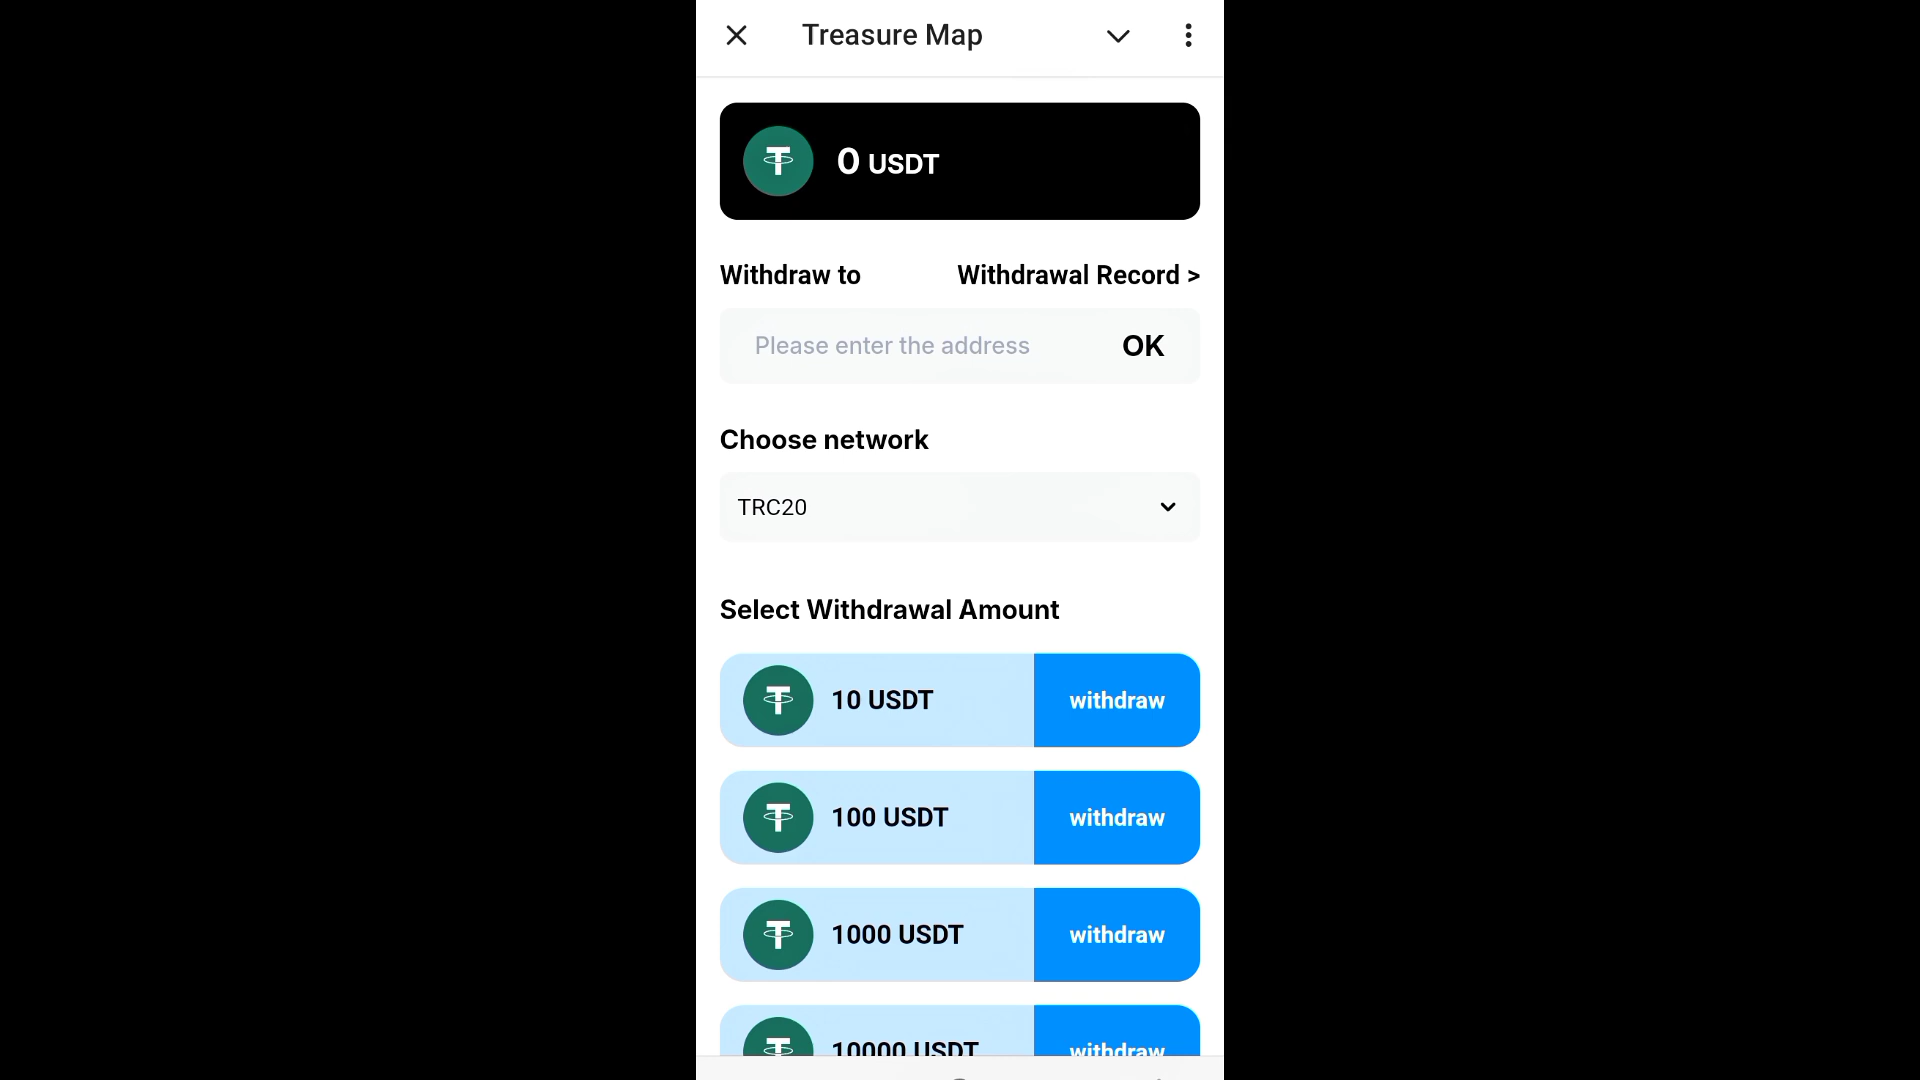 Treasure Map
0 USDT
Withdraw to
Withdrawal Record >
Please enter the address
OK
Choose network
TRC20
Select Withdrawal Amount
10 USDT
withdraw
100 USDT
withdraw
1000 USDT
withdraw
10000 USDT
withdraw